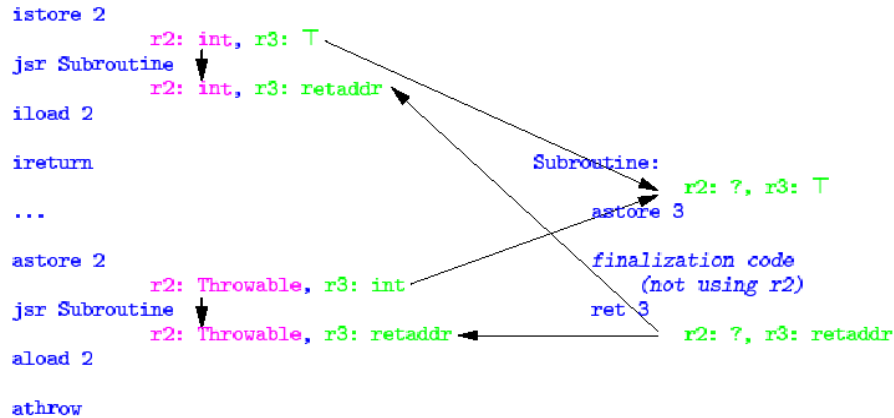 istore 2
r2: int, r3: ⊤
jsr Subroutine
r2: int, r3: retaddr
iload 2
ireturn
Subroutine:
r2: ?, r3: ⊤
...
astore 3
astore 2
finalization code
r2: Throwable, r3: int
(not using r2)
jsr Subroutine
ret 3
r2: Throwable, r3: retaddr
r2: ?, r3: retaddr
aload 2
athrow